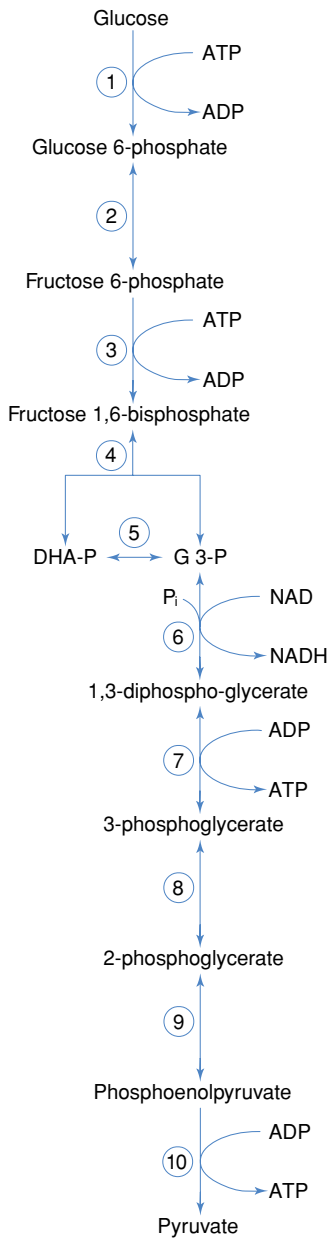 Glucose
ATP
1
ADP
Glucose 6-phosphate
2
Fructose 6-phosphate
ATP
3
ADP
Fructose 1,6-bisphosphate
4
5
DHA-P
G 3-P
Pi
NAD
6
NADH
1,3-diphospho-glycerate
ADP
7
ATP
3-phosphoglycerate
8
2-phosphoglycerate
9
Phosphoenolpyruvate
ADP
10
ATP
Pyruvate